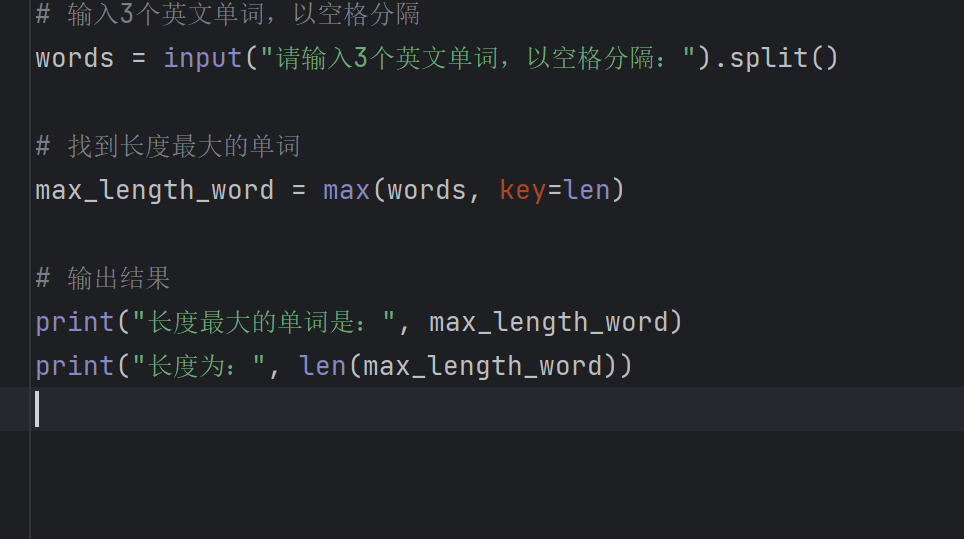 # 输入3个英文单词，以空格分隔
words = input("请输入3个英文单词，以空格分隔：").split()
# 找到长度最大的单词
max_length_word = max(words, key=len)
# 输出结果
print("长度最大的单词是：", max_length_word)
print("长度为：", len(max_length_word))